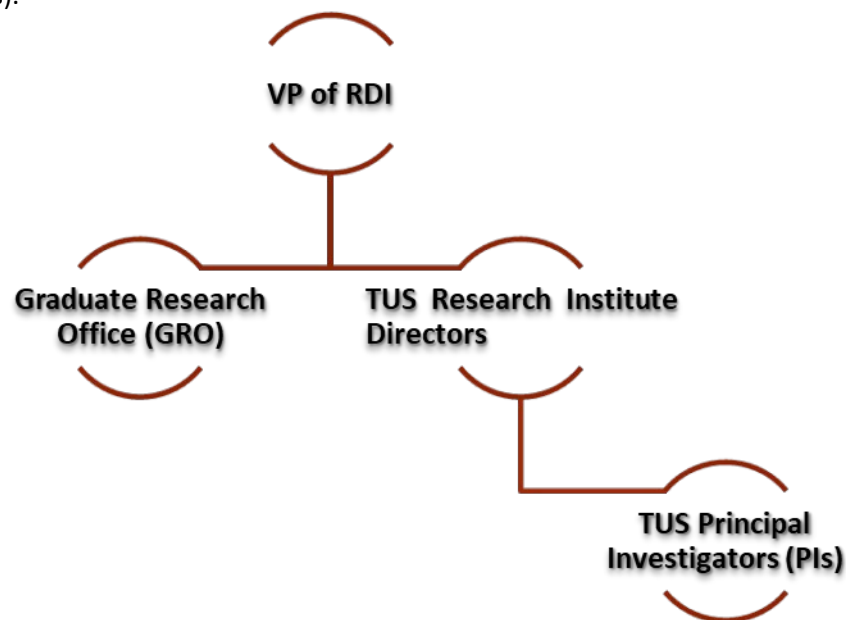 ).
VP of RDI
Graduate Research
Office (GRO)
TUS Research Institute
Directors
TUS Principal
Investigators (PIs)